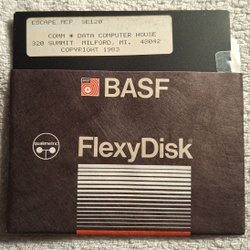 ESCAPE MCP SE120
COMM * DATA COMPUTER HOUSE
320 SUMMIT MILFORD, MI. 48042
COPYRIGHT 1983
BASF
FlexyDisk®